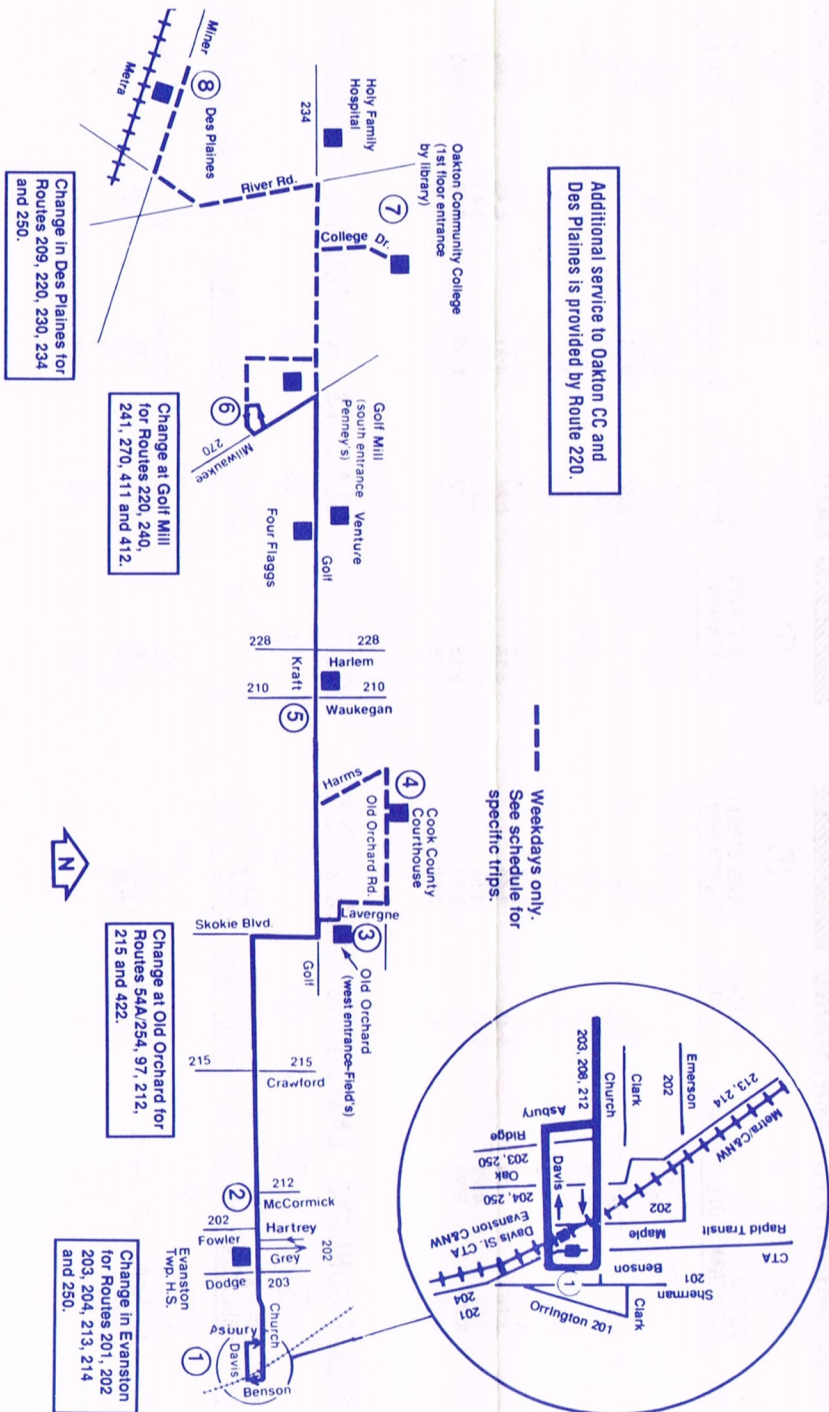 Additional service to Oakton CC and
Des Plaines is provided by Route 220.
Weekdays only.
See schedule for
specific trips.
Miner
Metra
8
Des Plaines
River Rd.
234
Holy Family
Hospital
Oakton Community College
(1st floor entrance
by library)
7
College Dr.
Change in Des Plaines for
Routes 209, 220, 230, 234
and 250.
6
270
Milwaukee
Golf Mill
(south entrance
Penney's)
Venture
Four Flaggs
Golf
Change at Golf Mill
for Routes 220, 240,
241, 270, 411 and 412.
228
228
Harlem
Kraft
210
210
Waukegan
5
Harms
4
Cook County
Courthouse
Old Orchard Rd.
Lavergne
3
Old Orchard
(west entrance-Field's)
Skokie Blvd.
Golf
N
Change at Old Orchard for
Routes 54A/254, 97, 212,
215 and 422.
215
215
Crawford
2
212
McCormick
202
Hartrey
Fowler
Grey
202
Dodge
203
Evanston
Twp. H.S.
Church
Asbury
Davis
Benson
1
Change in Evanston
for Routes 201, 202
203, 204, 213, 214
and 250.
203, 208, 212
Church
Clark
202
Emerson
213, 214
Metra/C&NW
Asbury
Ridge
203, 250
Oak
204, 250
Davis
Evanston C&NW
Davis St. CTA
202
Maple
Rapid Transit
CTA
Benson
201
Sherman
1
204
201
Orrington 201
Clark